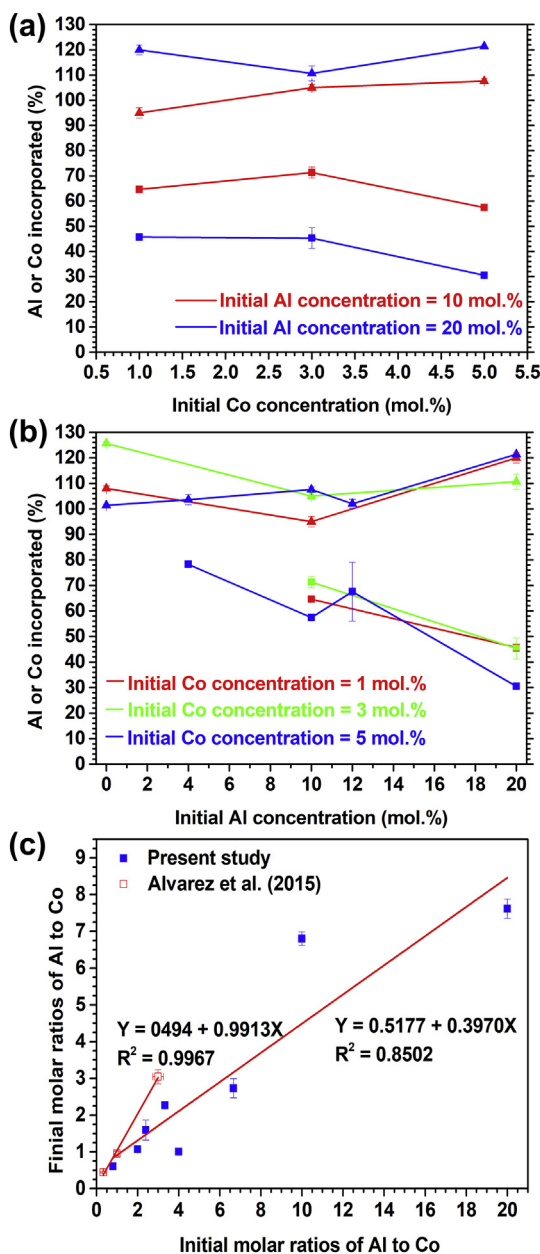 (a)
130
120
110
100
90
80
70
60
50
40
30
20
10
0
Al or Co incorporated (%)
Initial Al concentration = 10 mol.%
Initial Al concentration = 20 mol.%
0.5 1.0 1.5 2.0 2.5 3.0 3.5 4.0 4.5 5.0 5.5
Initial Co concentration (mol.%)
(b)
130
120
110
100
90
80
70
60
50
40
30
20
10
0
Al or Co incorporated (%)
Initial Co concentration = 1 mol.%
Initial Co concentration = 3 mol.%
Initial Co concentration = 5 mol.%
0 2 4 6 8 10 12 14 16 18 20
Initial Al concentration (mol.%)
(c)
9
8
7
6
5
4
3
2
1
0
Finial molar ratios of Al to Co
Present study
Alvarez et al. (2015)
Y = 0494 + 0.9913X
R² = 0.9967
Y = 0.5177 + 0.3970X
R² = 0.8502
0 2 4 6 8 10 12 14 16 18 20
Initial molar ratios of Al to Co